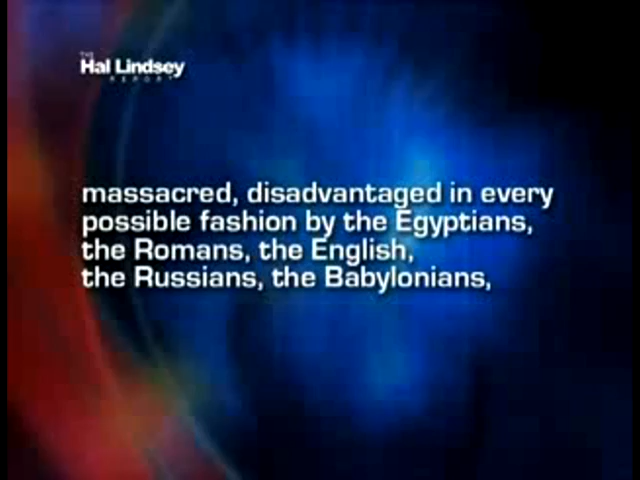 THE
Hal Lindsey
REPORT
massacred, disadvantaged in every
possible fashion by the Egyptians,
the Romans, the English,
the Russians, the Babylonians,